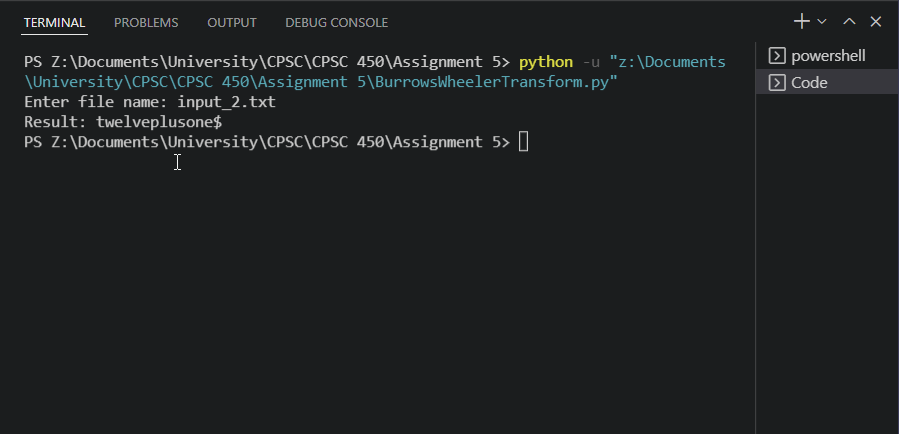 TERMINAL PROBLEMS OUTPUT DEBUG CONSOLE
PS Z:\Documents\University\CPSC\CPSC 450\Assignment 5> python -u "z:\Documents
\University\CPSC\CPSC 450\Assignment 5\BurrowsWheelerTransform.py"
Enter file name: input_2.txt
Result: twelveplusone$
PS Z:\Documents\University\CPSC\CPSC 450\Assignment 5>
powershell
Code